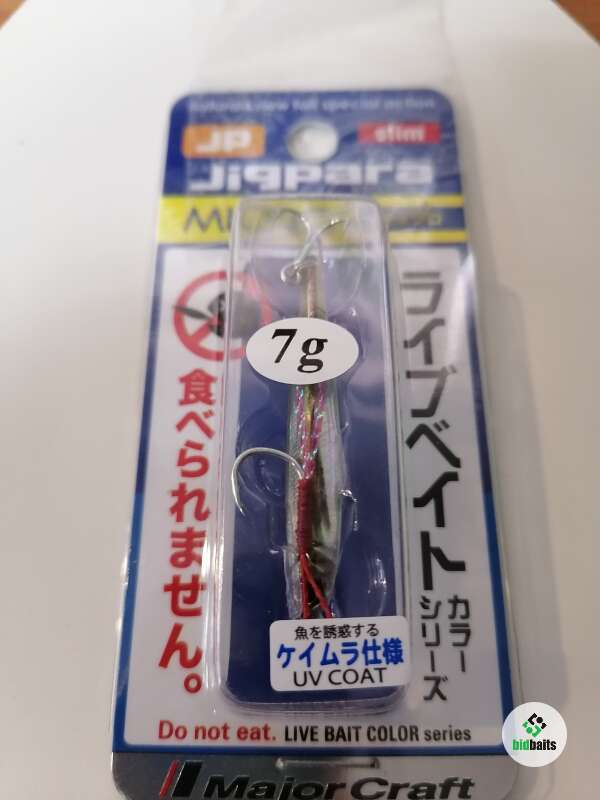 JP
slim
Jigpara
7g
ライブベイト
カラー
シリーズ
食べられません。
魚を誘惑する
ケイムラ仕様
UV COAT
Do not eat. LIVE BAIT COLOR series
Major Craft
bidbaits